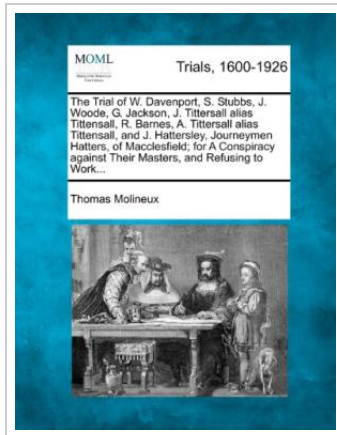 MOML
Trials, 1600-1926
The Trial of W. Davenport, S. Stubbs, J.
Woode, G. Jackson, J. Tittersall alias
Tittensall, R. Barnes, A. Tittersall alias
Tittensall, and J. Hattersley, Journeymen
Hatters, of Macclesfield; for A Conspiracy
against Their Masters, and Refusing to
Work...
Thomas Molineux